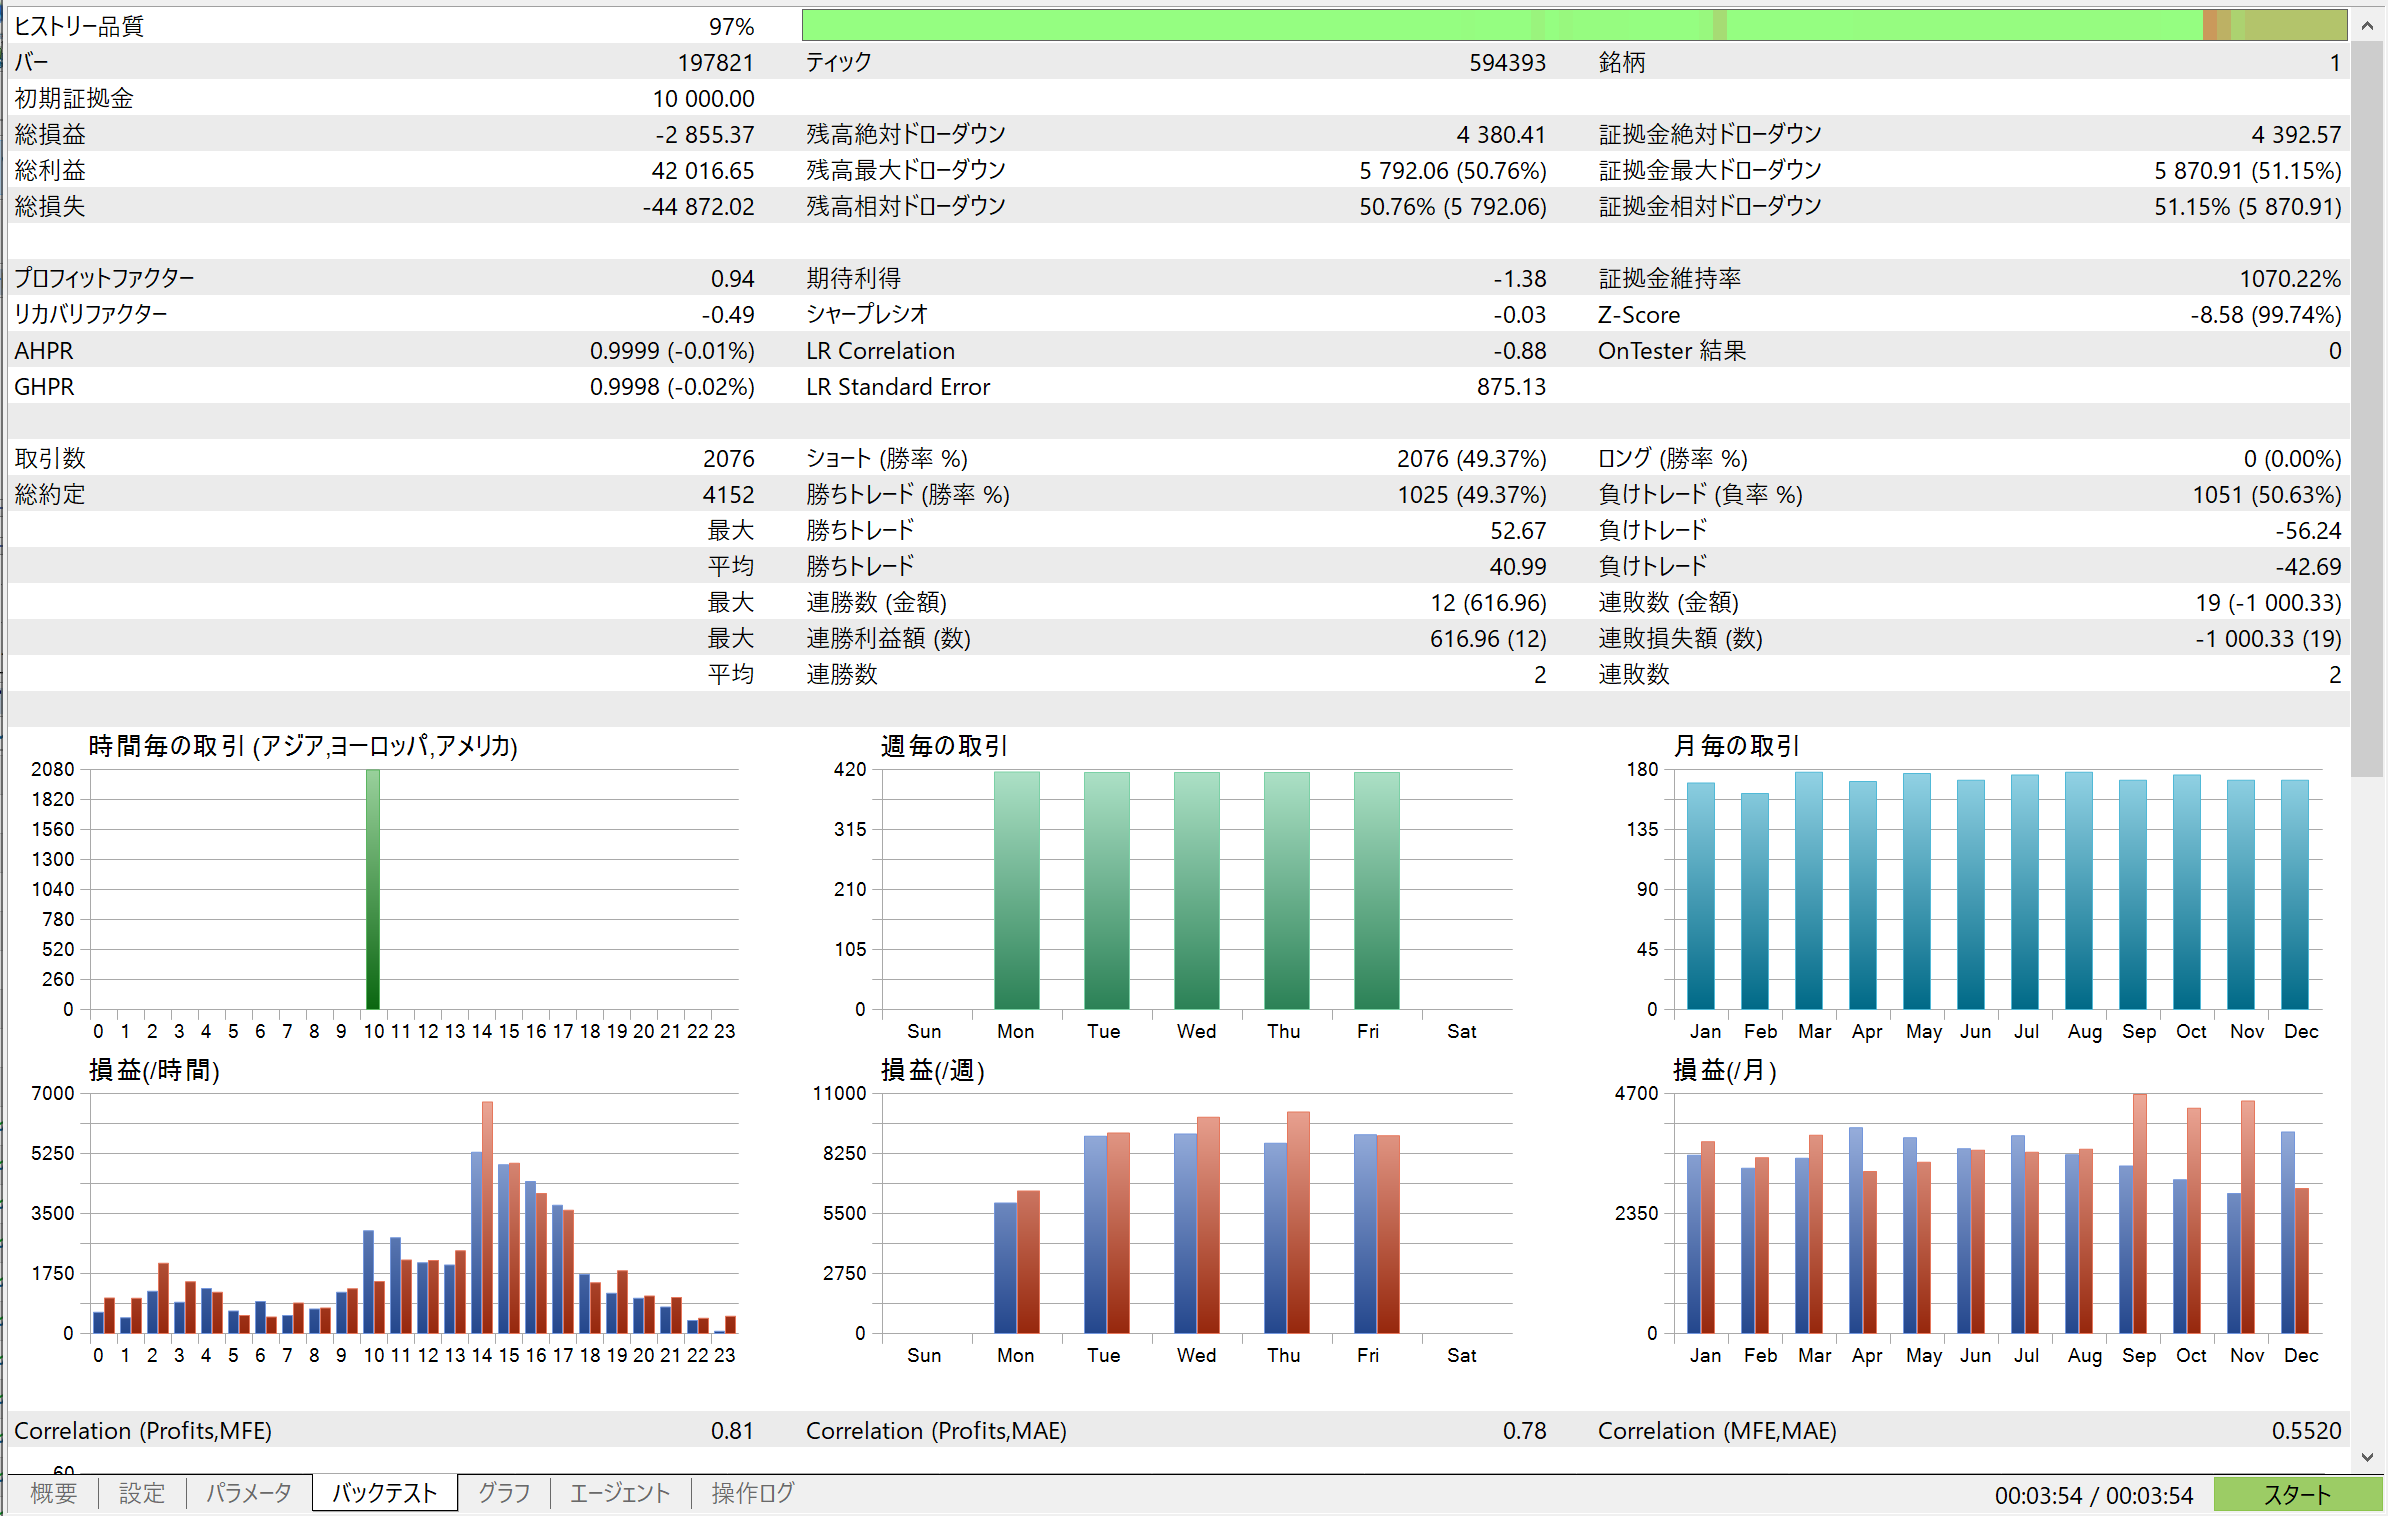 ヒストリー品質 97%
バー 197821 ティック 594393 銘柄 1
初期証拠金 10 000.00
総損益 -2 855.37 残高絶対ドローダウン 4 380.41 証拠金絶対ドローダウン 4 392.57
総利益 42 016.65 残高最大ドローダウン 5 792.06 (50.76%) 証拠金最大ドローダウン 5 870.91 (51.15%)
総損失 -44 872.02 残高相対ドローダウン 50.76% (5 792.06) 証拠金相対ドローダウン 51.15% (5 870.91)
プロフィットファクター 0.94 期待利得 -1.38 証拠金維持率 1070.22%
リカバリファクター -0.49 シャープレシオ -0.03 Z-Score -8.58 (99.74%)
AHPR 0.9999 (-0.01%) LR Correlation -0.88 OnTester 結果 0
GHPR 0.9998 (-0.02%) LR Standard Error 875.13
取引数 2076 ショート (勝率 %) 2076 (49.37%) ロング (勝率 %) 0 (0.00%)
総約定 4152 勝ちトレード (勝率 %) 1025 (49.37%) 負けトレード (負率 %) 1051 (50.63%)
最大 勝ちトレード 52.67 負けトレード -56.24
平均 勝ちトレード 40.99 負けトレード -42.69
最大 連勝数 (金額) 12 (616.96) 連敗数 (金額) 19 (-1 000.33)
最大 連勝利益額 (数) 616.96 (12) 連敗損失額 (数) -1 000.33 (19)
平均 連勝数 2 連敗数 2
時間毎の取引 (アジア,ヨーロッパ,アメリカ)
2080
1820
1560
1300
1040
780
520
260
0
0 1 2 3 4 5 6 7 8 9 10 11 12 13 14 15 16 17 18 19 20 21 22 23
週毎の取引
420
315
210
105
0
Sun Mon Tue Wed Thu Fri Sat
月毎の取引
180
135
90
45
0
Jan Feb Mar Apr May Jun Jul Aug Sep Oct Nov Dec
損益(/時間)
7000
5250
3500
1750
0
0 1 2 3 4 5 6 7 8 9 10 11 12 13 14 15 16 17 18 19 20 21 22 23
損益(/週)
11000
8250
5500
2750
0
Sun Mon Tue Wed Thu Fri Sat
損益(/月)
4700
2350
0
Jan Feb Mar Apr May Jun Jul Aug Sep Oct Nov Dec
Correlation (Profits,MFE) 0.81 Correlation (Profits,MAE) 0.78 Correlation (MFE,MAE) 0.5520
60
概要 設定 パラメータ バックテスト グラフ エージェント 操作ログ 00:03:54 / 00:03:54 スタート